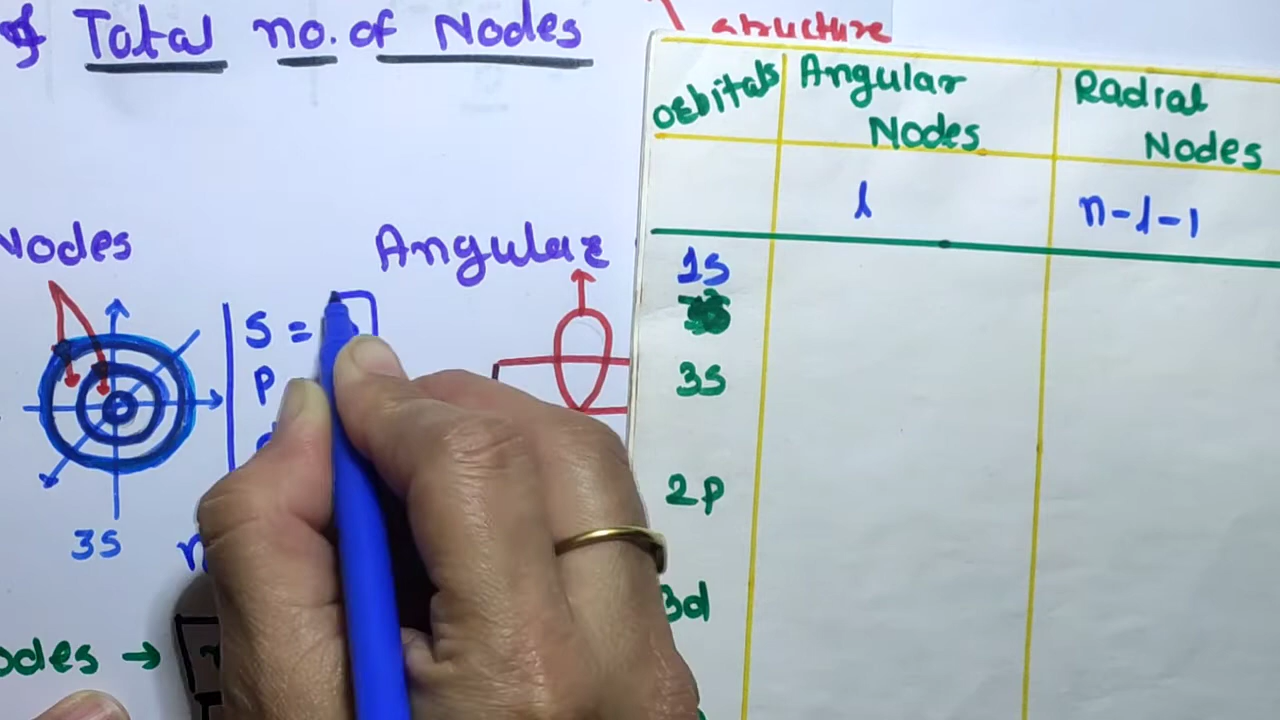 of Total no. of Nodes
structure
Orbitals Angular Nodes Radial Nodes
l n-l-1
Nodes
Angular
1s
S =
3s
P
2p
3S
n
3d
odes →